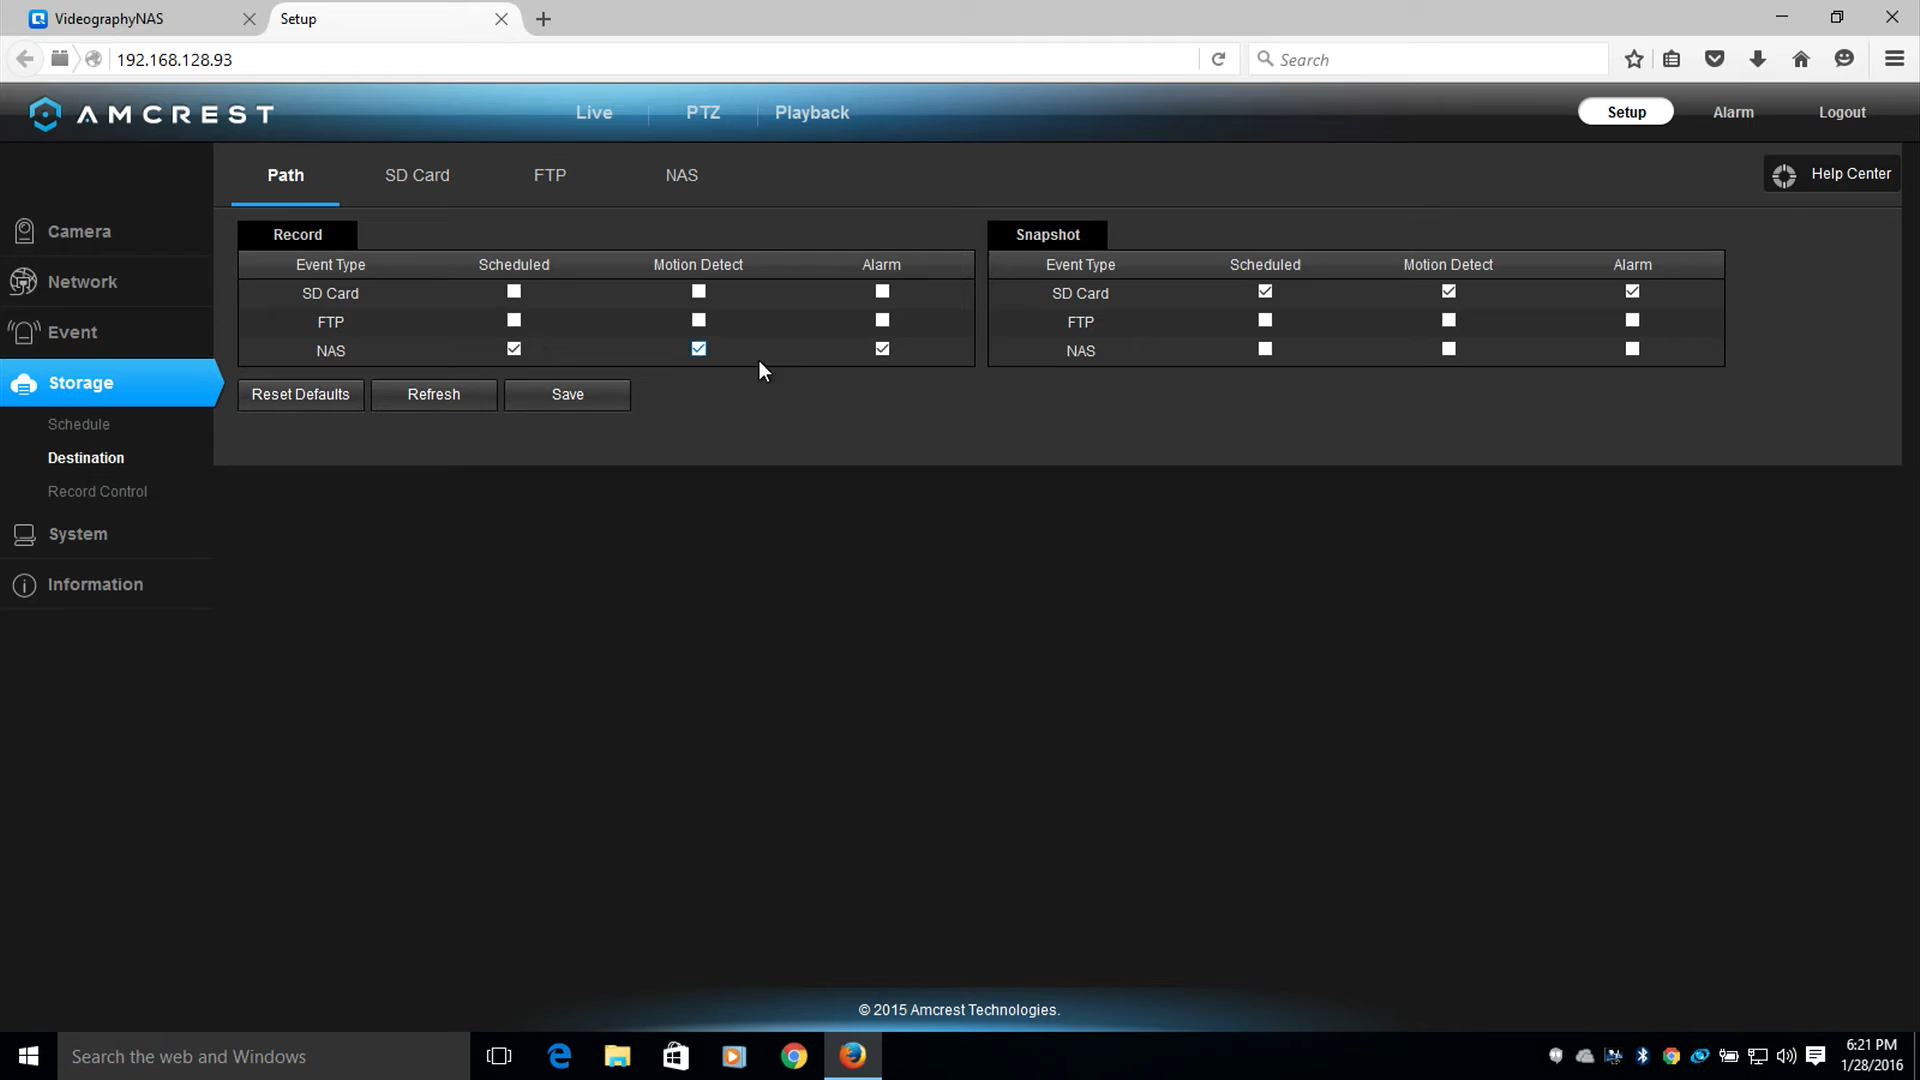 VideographyNAS
Setup
192.168.128.93
Search
AMCREST
Live
PTZ
Playback
Setup
Alarm
Logout
Path
SD Card
FTP
NAS
Help Center
Camera
Network
Event
Storage
Schedule
Destination
Record Control
System
Information
Record
Event Type Scheduled Motion Detect Alarm
SD Card
FTP
NAS
Snapshot
Event Type Scheduled Motion Detect Alarm
SD Card
FTP
NAS
Reset Defaults
Refresh
Save
© 2015 Amcrest Technologies.
Search the web and Windows
6:21 PM
1/28/2016